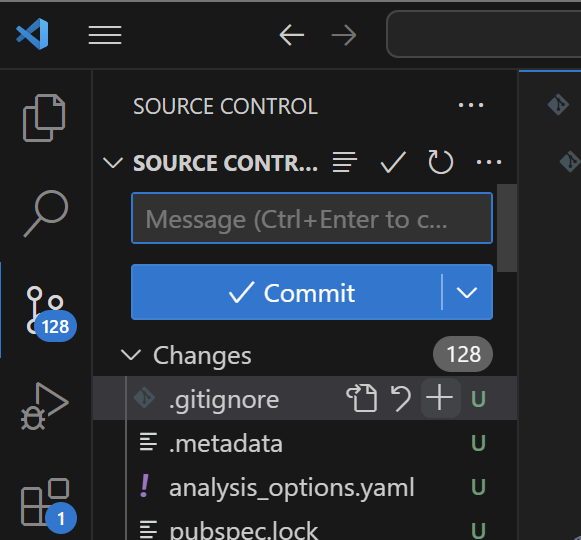 SOURCE CONTROL
SOURCE CONTR...
Message (Ctrl+Enter to c...
Commit
128
Changes 128
.gitignore U
.metadata U
! analysis_options.yaml U
pubspec.lock U
1